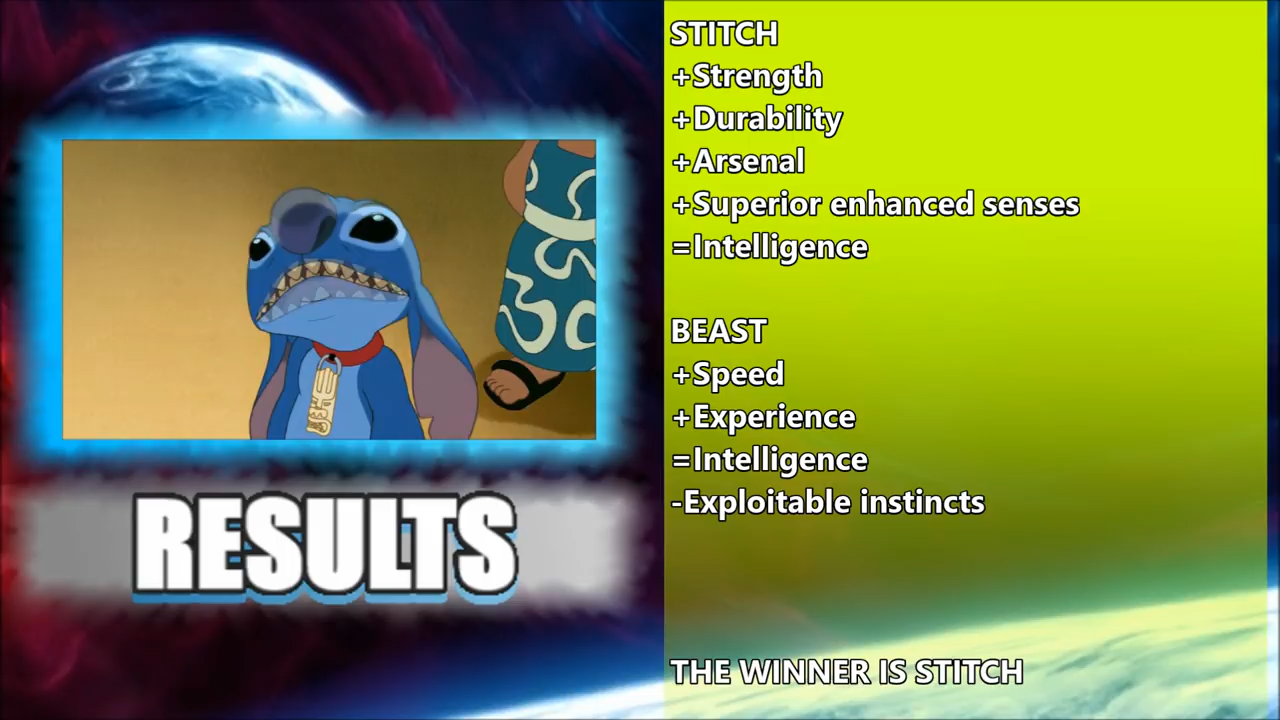 STITCH
+Strength
+Durability
+Arsenal
+Superior enhanced senses
=Intelligence
BEAST
+Speed
+Experience
=Intelligence
-Exploitable instincts
THE WINNER IS STITCH
RESULTS